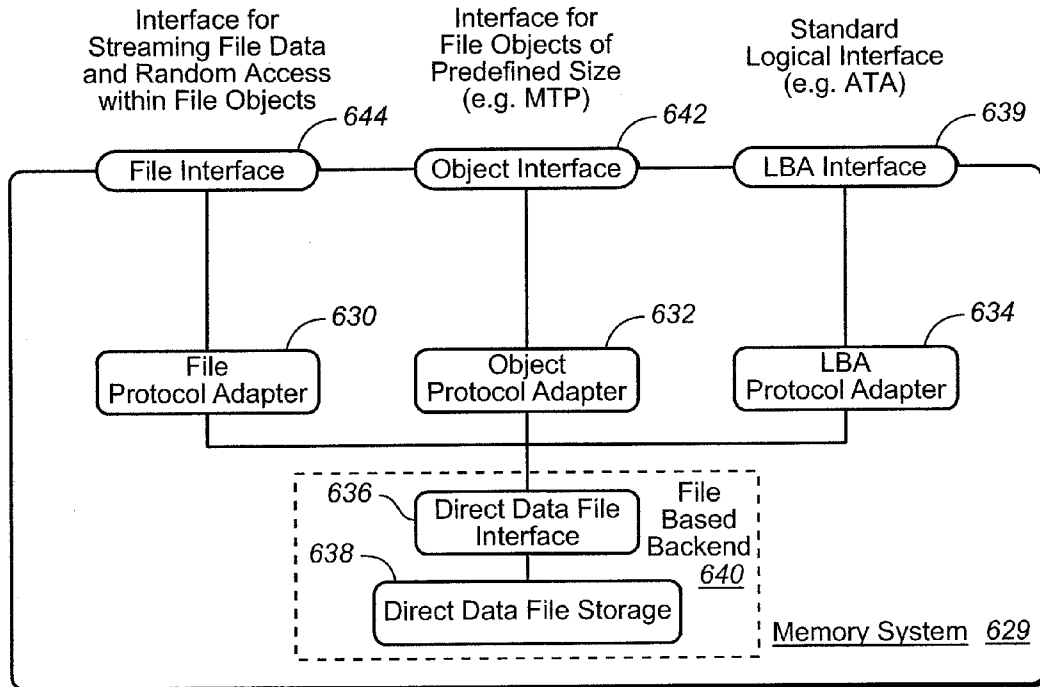 Interface for
Streaming File Data
and Random Access
within File Objects
Interface for
File Objects of
Predefined Size
(e.g. MTP)
Standard
Logical Interface
(e.g. ATA)
644
642
639
File Interface
Object Interface
LBA Interface
630
632
634
File
Protocol Adapter
Object
Protocol Adapter
LBA
Protocol Adapter
636
Direct Data File
Interface
File
Based
Backend
640
638
Direct Data File Storage
Memory System 629